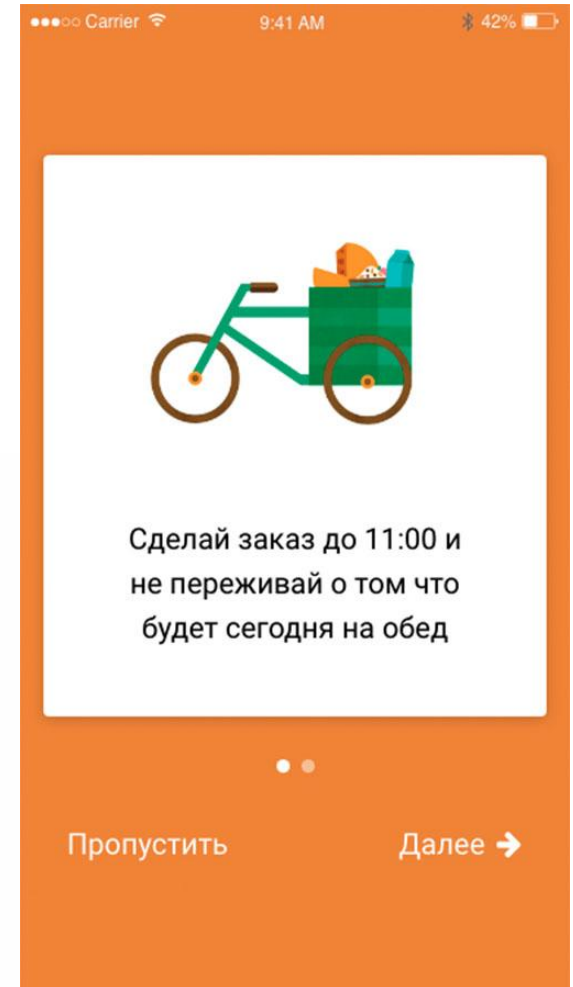 Carrier 9:41 AM 42%
Сделай заказ до 11:00 и
не переживай о том что
будет сегодня на обед
Пропустить Далее